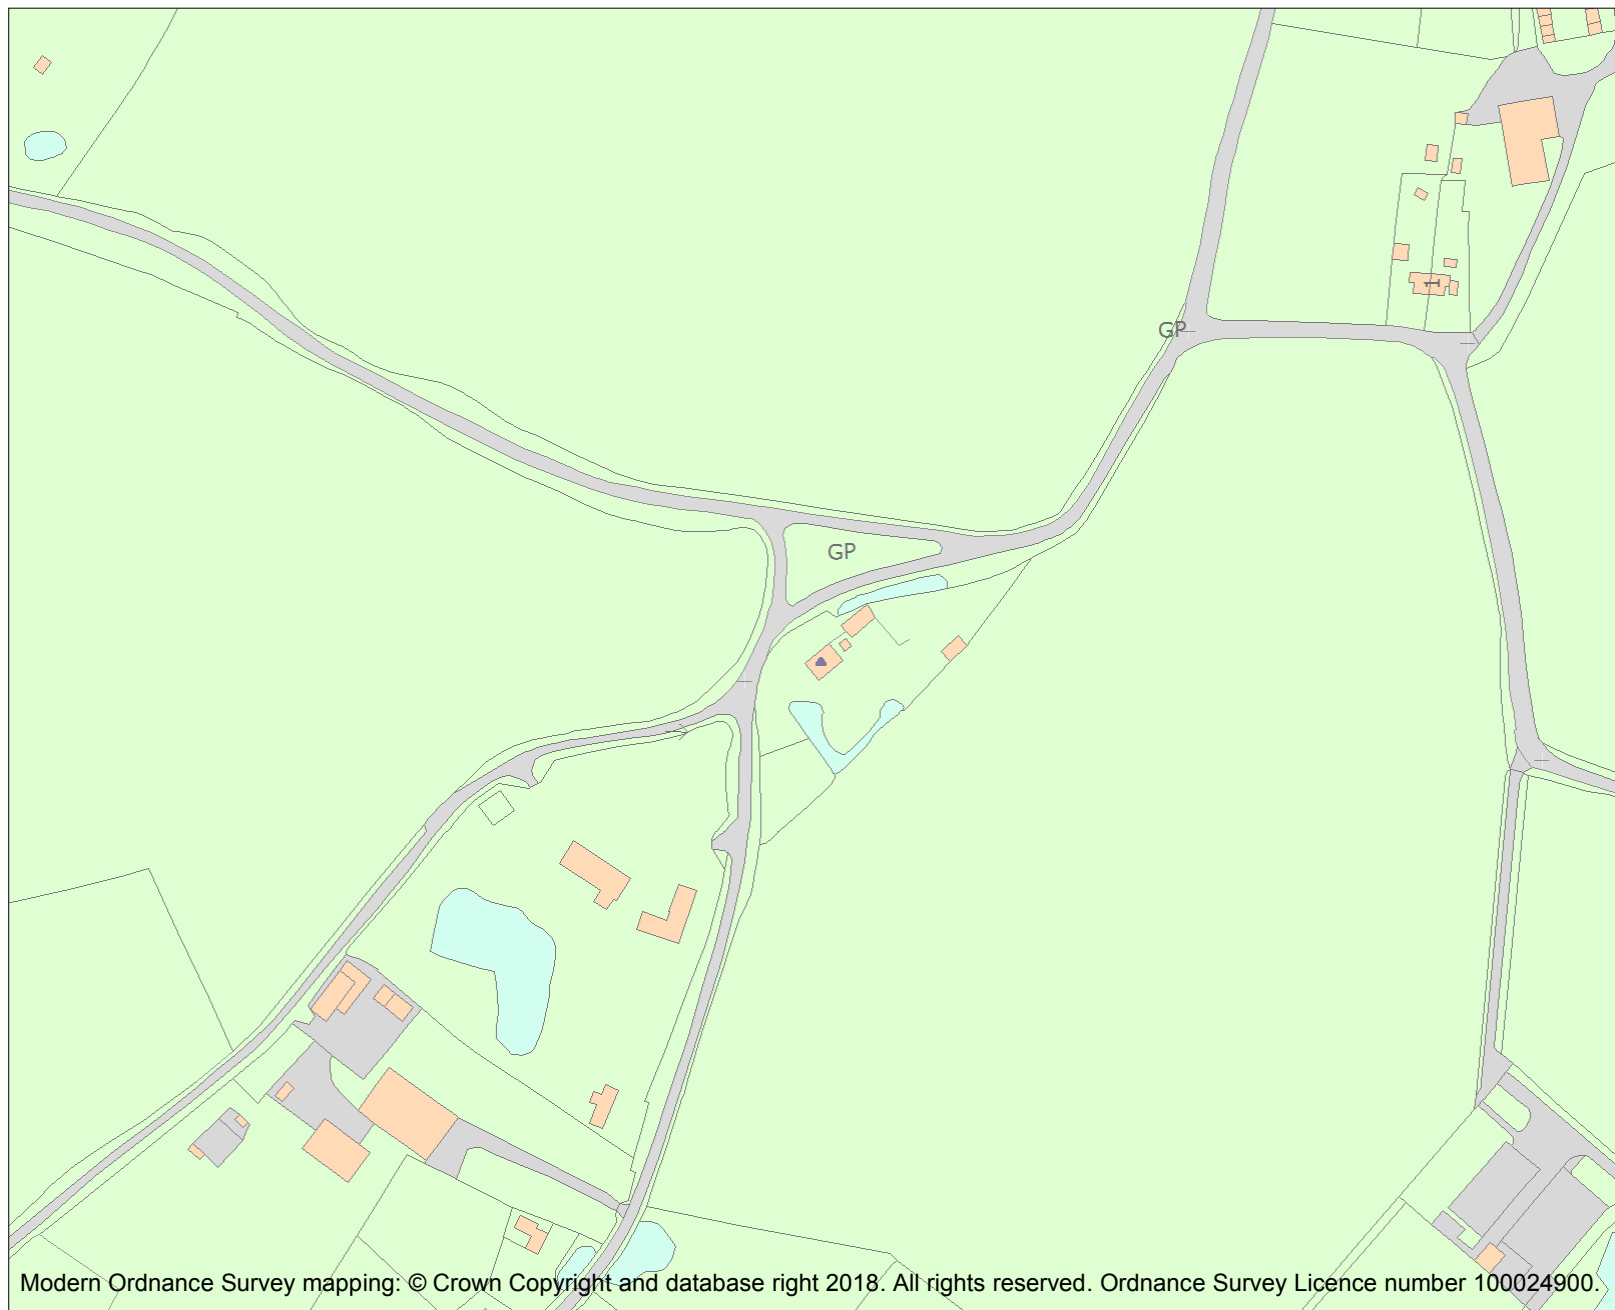 GP
GP
Modern Ordnance Survey mapping: © Crown Copyright and database right 2018. All rights reserved. Ordnance Survey Licence number 100024900.